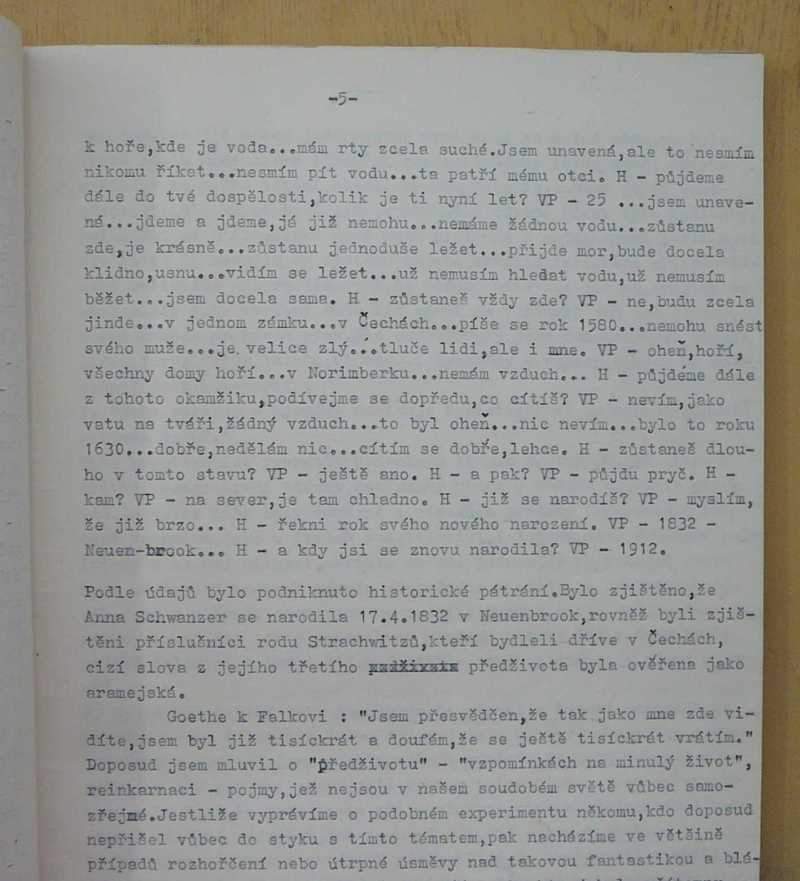 -5-
k hoře,kde je voda...mám rty zcela suché.Jsem unavená,ale to nesmím
nikomu říkat...nesmím pít vodu...ta patří mému otci. H - půjdeme
dále do tvé dospělosti,kolik je ti nyní let? VP - 25 ...jsem unave-
ná...jdeme a jdeme,já již nemohu...nemáme žádnou vodu...zůstanu
zde,je krásně...zůstanu jednoduše ležet...přijde mor,bude docela
klidno,usnu...vidím se ležet...už nemusím hledat vodu,už nemusím
běžet...jsem docela sama. H - zůstaneš vždy zde? VP - ne,budu zcela
jinde...v jednom zámku...v Čechách...píše se rok 1580...nemohu snést
svého muže...je velice zlý...tluče lidi,ale i mne. VP - oheň,hoří,
všechny domy hoří...v Norimberku...nemám vzduch... H - půjdéme dále
z tohoto okamžiku,podívejme se dopředu,co cítíš? VP - nevím,jako
vatu na tváři,žádný vzduch...to byl oheň...nic nevím...bylo to roku
1630...dobře,nedělám nic...cítím se dobře,lehce. H - zůstaneš dlou-
ho v tomto stavu? VP - ještě ano. H - a pak? VP - půjdu pryč. H -
kam? VP - na sever,je tam chladno. H - již se narodíš? VP - myslím,
že již brzo... H - řekni rok svého nového narození. VP - 1832 -
Neuen-brook... H - a kdy jsi se znovu narodila? VP - 1912.
Podle údajů bylo podniknuto historické pátrání.Bylo zjištěno,že
Anna Schwanzer se narodila 17.4.1832 v Neuenbrook,rovněž byli zjiš-
těni příslušníci rodu Strachwitzů,kteří bydleli dříve v Čechách,
cizí slova z jejího třetího předživota byla ověřena jako
aramejská.
Goethe k Falkovi : "Jsem přesvědčen,že tak jako mne zde vi-
díte,jsem byl již tisíckrát a doufám,že se ještě tisíckrát vrátím."
Doposud jsem mluvil o "předživotu" - "vzpomínkách na minulý život",
reinkarnaci - pojmy,jež nejsou v našem soudobém světě vůbec samo-
zřejmé.Jestliže vyprávíme o podobném experimentu někomu,kdo doposud
nepřišel vůbec do styku s tímto tématem,pak nacházíme ve většině
případů rozhořčení nebo útrpné úsměvy nad takovou fantastikou a blá-